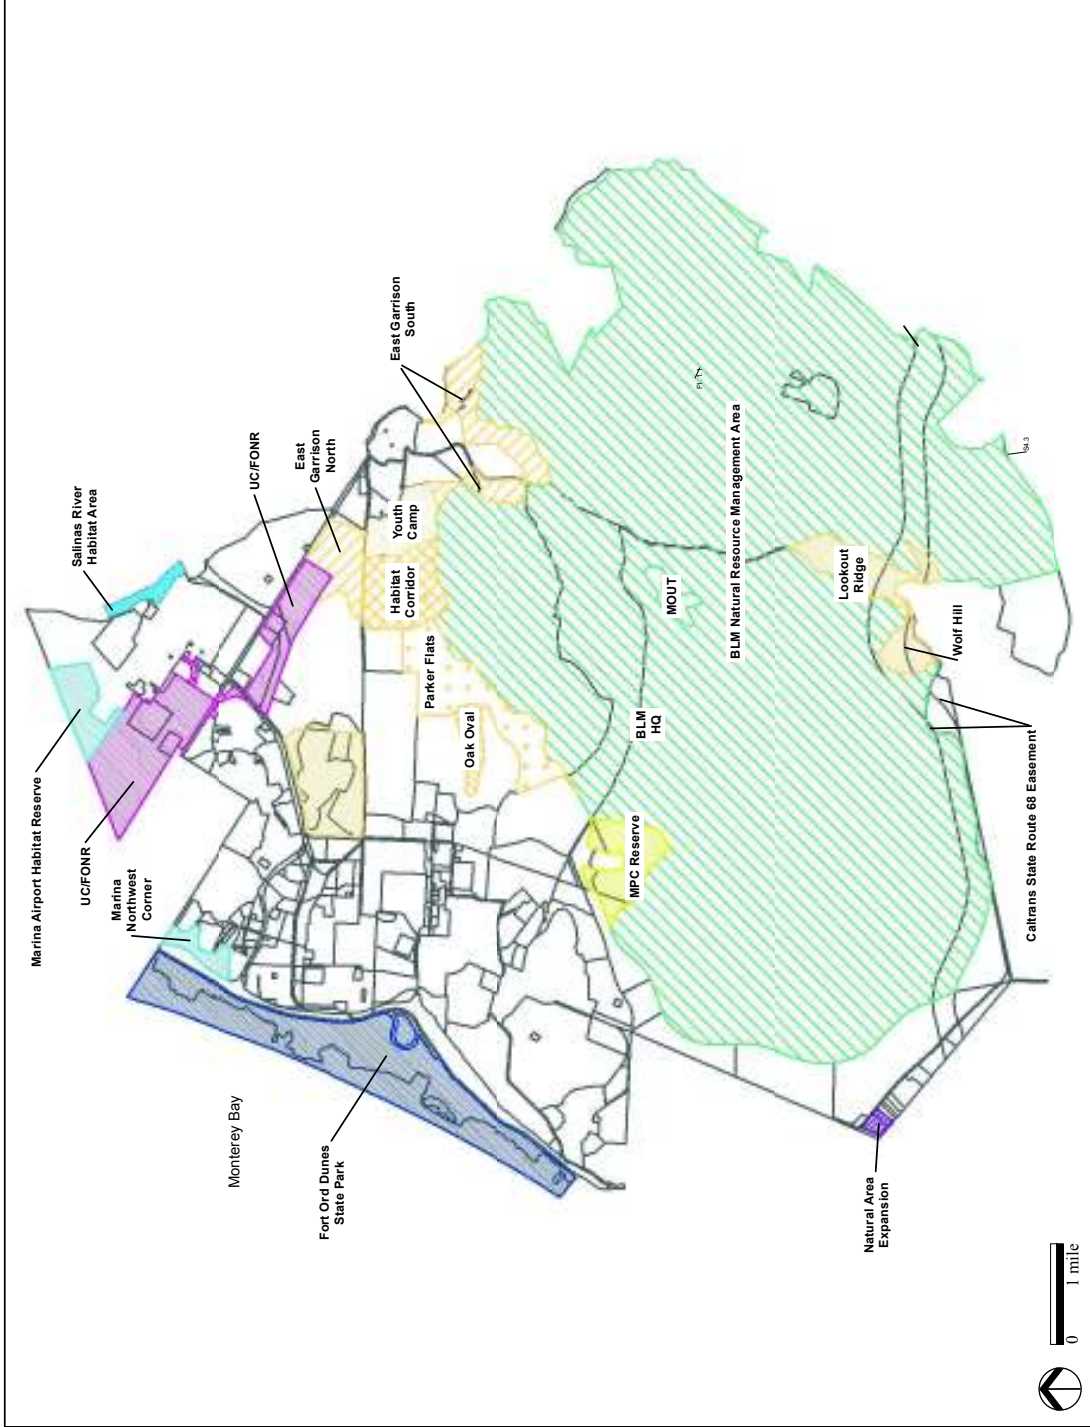 Marina Airport Habitat Reserve
Salinas River
Habitat Area
UC/FONR
Marina
Northwest
Corner
Monterey Bay
UC/FONR
East
Garrison
North
Fort Ord Dunes
State Park
Habitat
Corridor
Youth
Camp
East Garrison
South
Parker Flats
Oak Oval
MPC Reserve
BLM
HQ
MOUT
BLM Natural Resource Management Area
Lookout
Ridge
Natural Area
Expansion
Wolf Hill
S4.3
Caltrans State Route 68 Easement
0 1 mile